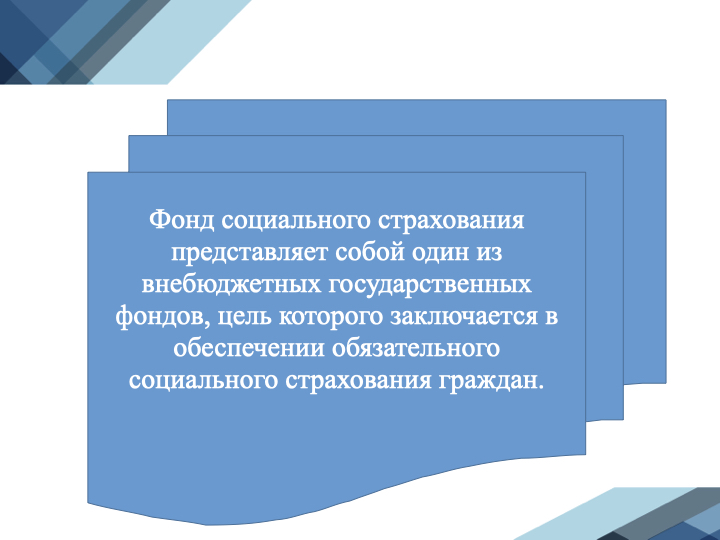 Фонд социального страхования
представляет собой один из
внебюджетных государственных
фондов, цель которого заключается в
обеспечении обязательного
социального страхования граждан.